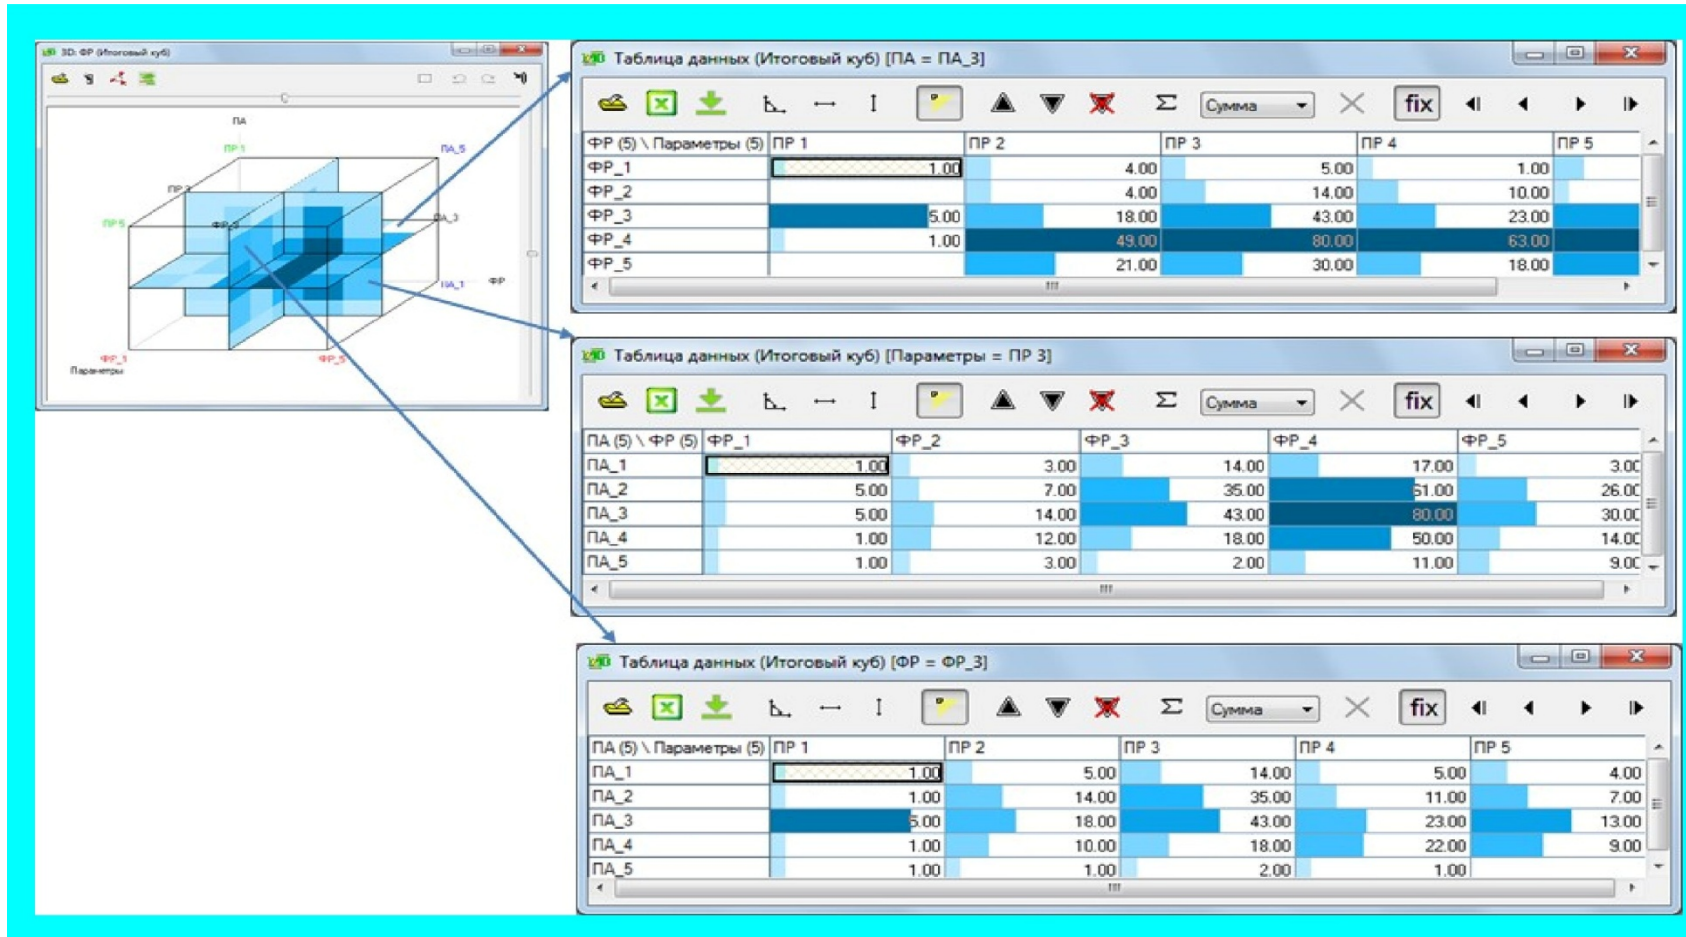 3D: ФР (Итоговый куб)
ПА
ПР 1
ПА_5
ПР 3
ПР 5
ФР_3
ПА_3
ПА_1
ФР
ФР_1
ФР_5
Параметры
Таблица данных (Итоговый куб) [ПА = ПА_3]
Сумма
fix
ФР (5) \ Параметры (5) ПР 1 ПР 2 ПР 3 ПР 4 ПР 5
ФР_1 1.00 4.00 5.00 1.00
ФР_2 4.00 14.00 10.00
ФР_3 5.00 18.00 43.00 23.00
ФР_4 1.00 49.00 80.00 63.00
ФР_5 21.00 30.00 18.00
Таблица данных (Итоговый куб) [Параметры = ПР 3]
Сумма
fix
ПА (5) \ ФР (5) ФР_1 ФР_2 ФР_3 ФР_4 ФР_5
ПА_1 1.00 3.00 14.00 17.00 3.00
ПА_2 5.00 7.00 35.00 61.00 26.00
ПА_3 5.00 14.00 43.00 80.00 30.00
ПА_4 1.00 12.00 18.00 50.00 14.00
ПА_5 1.00 3.00 2.00 11.00 9.00
Таблица данных (Итоговый куб) [ФР = ФР_3]
Сумма
fix
ПА (5) \ Параметры (5) ПР 1 ПР 2 ПР 3 ПР 4 ПР 5
ПА_1 1.00 5.00 14.00 5.00 4.00
ПА_2 1.00 14.00 35.00 11.00 7.00
ПА_3 5.00 18.00 43.00 23.00 13.00
ПА_4 1.00 10.00 18.00 22.00 9.00
ПА_5 1.00 1.00 2.00 1.00